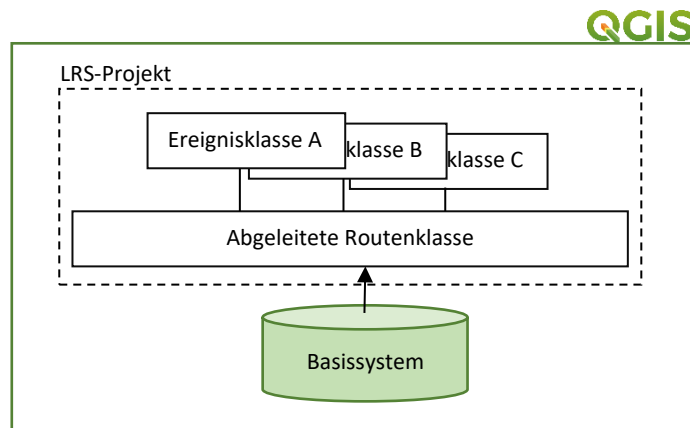 QGIS
LRS-Projekt
Ereignisklasse A
klasse B
klasse C
Abgeleitete Routenklasse
Basissystem